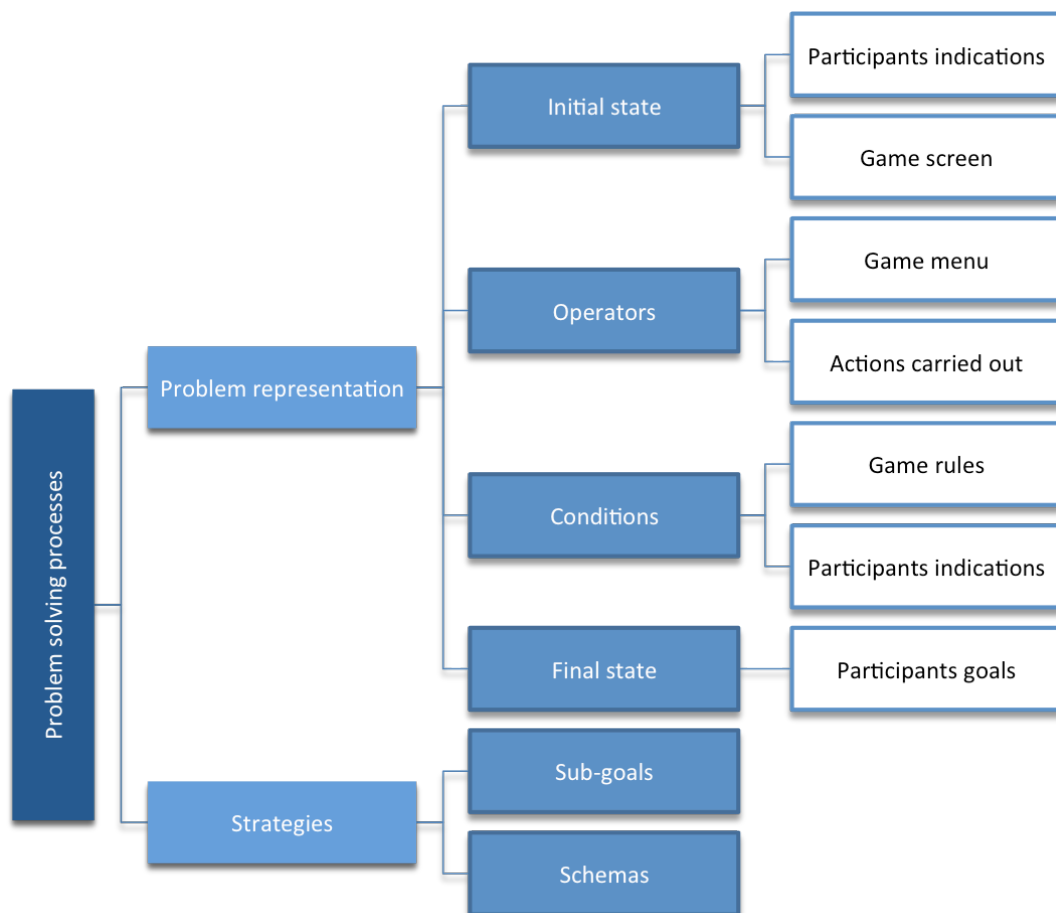 Problem solving processes
Problem representation
Initial state
Participants indications
Game screen
Operators
Game menu
Actions carried out
Conditions
Game rules
Participants indications
Final state
Participants goals
Strategies
Sub-goals
Schemas